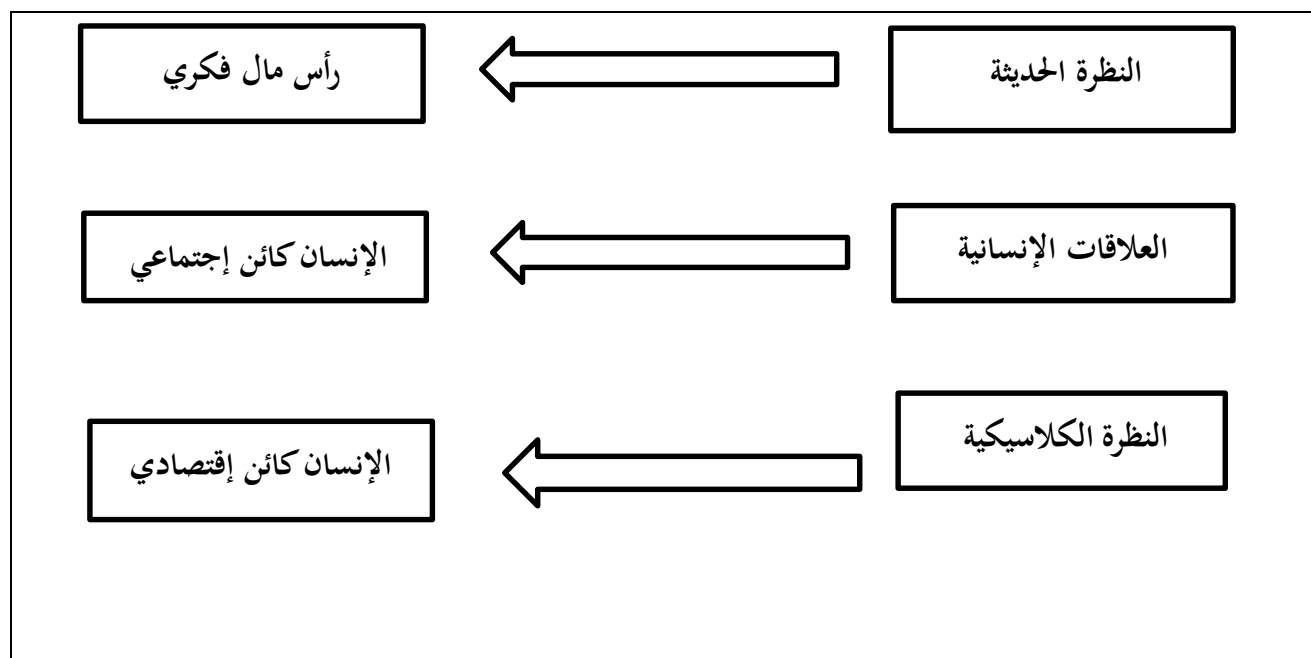 النظرة الحديثة
رأس مال فكري
العلاقات الإنسانية
الإنسان كائن إجتماعي
النظرة الكلاسيكية
الإنسان كائن إقتصادي